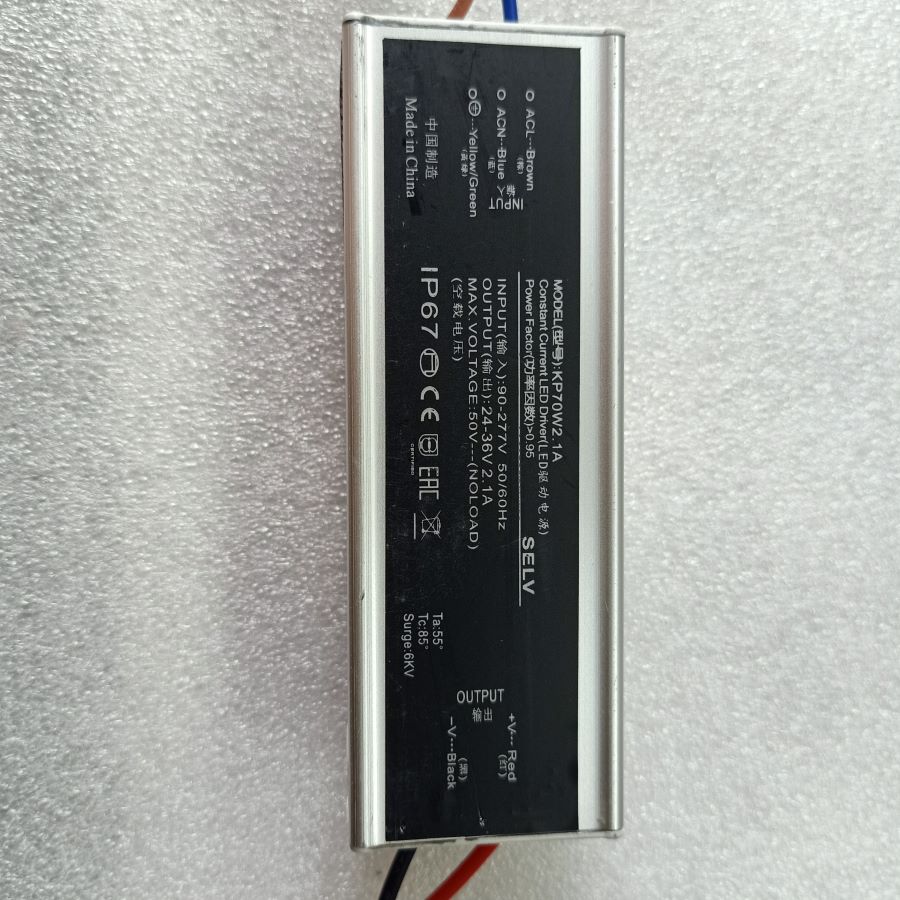 ACL---Brown
(棕)
ACN---Blue
(蓝)
Yellow/Green
(黄绿)
INPUT
输入
中国制造
Made in China
MODEL(型号):KP70W2.1A
Constant Current LED Driver(LED驱动电源)
Power Factor(功率因数)>0.95
SELV
INPUT(输入):90-277V 50/60Hz
OUTPUT(输出):24-36V 2.1A
MAX.VOLTAGE:50V---(NOLOAD)
(空载电压)
IP67 CE EAC
CERTIFIED
Ta:55°
Tc:85°
Surge:6KV
OUTPUT
输出
+V--- Red
(红)
-V---Black
(黑)